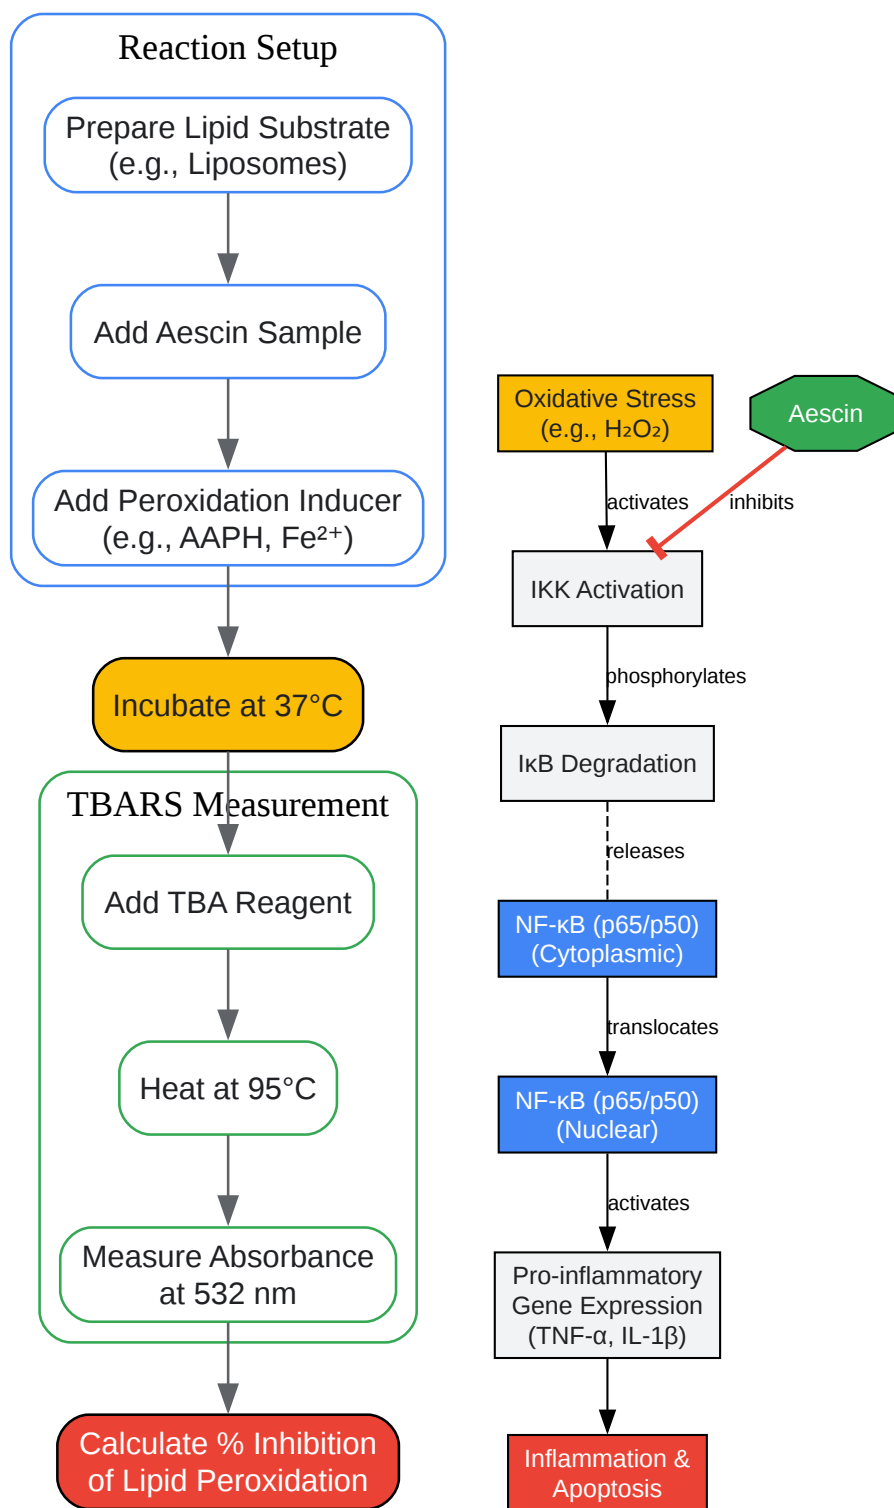 Reaction Setup
Prepare Lipid Substrate
(e.g., Liposomes)
Add Aescin Sample
Add Peroxidation Inducer
(e.g., AAPH, Fe²⁺)
Incubate at 37°C
TBARS Measurement
Add TBA Reagent
Heat at 95°C
Measure Absorbance
at 532 nm
Calculate % Inhibition
of Lipid Peroxidation
Oxidative Stress
(e.g., H₂O₂)
Aescin
activates
inhibits
IKK Activation
phosphorylates
IκB Degradation
releases
NF-κB (p65/p50)
(Cytoplasmic)
translocates
NF-κB (p65/p50)
(Nuclear)
activates
Pro-inflammatory
Gene Expression
(TNF-α, IL-1β)
Inflammation &
Apoptosis